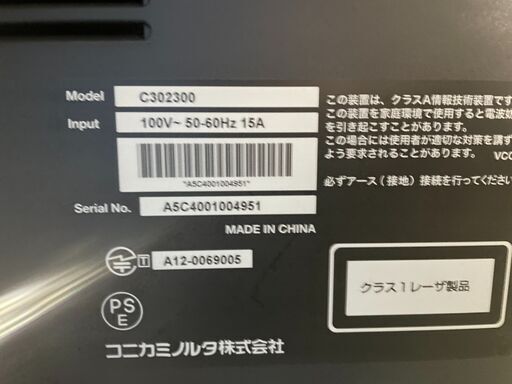 Model C302300
Input 100V~ 50-60Hz 15A
*A5C4001004951*
Serial No. A5C4001004951
MADE IN CHINA
T A12-0069005
PS
E
コニカミノルタ株式会社
この装置は、クラスA情報技術装置です
この装置を家庭環境で使用すると電波妨
を引き起こすことがあります。
この場合には使用者が適切な対策を講ず
よう要求されることがあります。 VCC
必ずアース(接地)接続を行ってください
クラス1レーザ製品